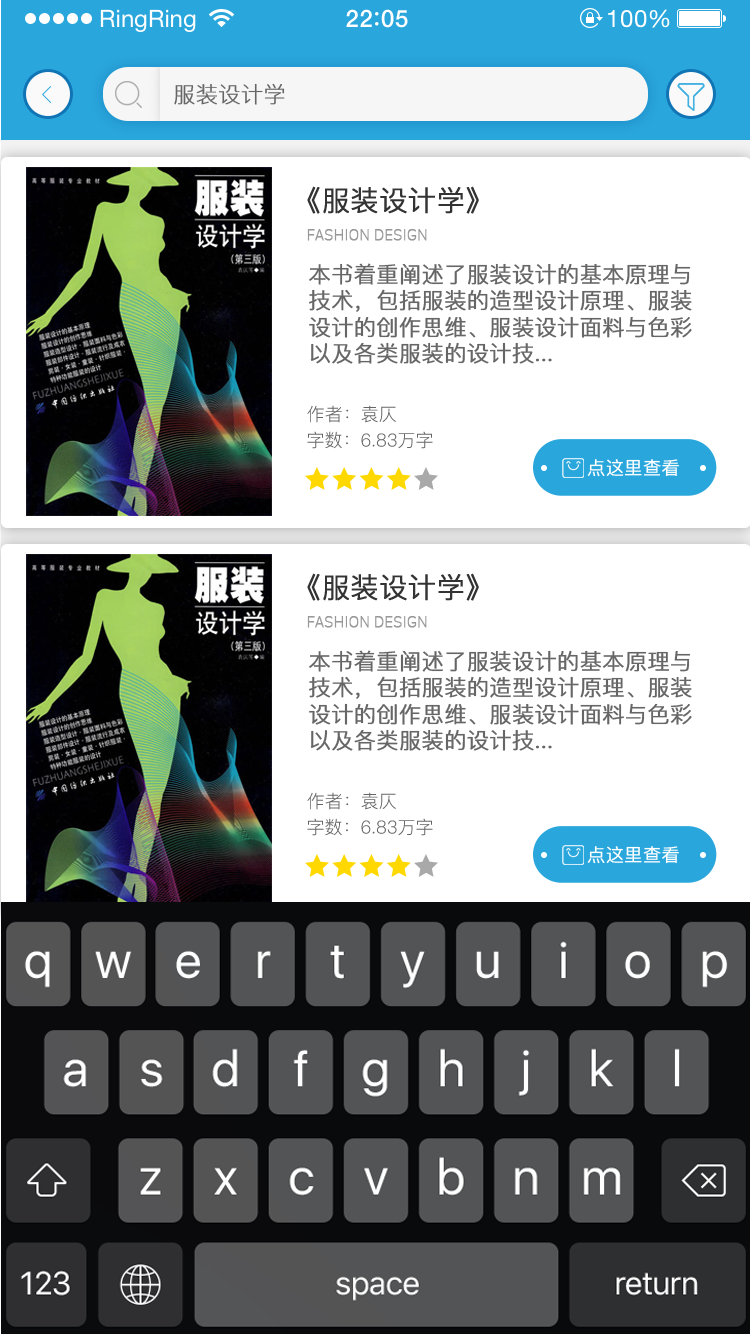 RingRing 22:05 100%
服装设计学
高等服装专业教材
服装
设计学
(第三版)
服装设计的基本原理
服装设计的创作思维
服装造型设计·服装面料与色彩
服装部件设计·服装流行及成衣
男装·女装·童装·针织服装·
特种功能服装的设计
FUZHUANGSHEJIXUE
中国纺织出版社
《服装设计学》
FASHION DESIGN
本书着重阐述了服装设计的基本原理与
技术，包括服装的造型设计原理、服装
设计的创作思维、服装设计面料与色彩
以及各类服装的设计技...
作者：袁仄
字数：6.83万字
点这里查看
高等服装专业教材
服装
设计学
(第三版)
服装设计的基本原理
服装设计的创作思维
服装造型设计·服装面料与色彩
服装部件设计·服装流行及成衣
男装·女装·童装·针织服装·
特种功能服装的设计
FUZHUANGSHEJIXUE
中国纺织出版社
《服装设计学》
FASHION DESIGN
本书着重阐述了服装设计的基本原理与
技术，包括服装的造型设计原理、服装
设计的创作思维、服装设计面料与色彩
以及各类服装的设计技...
作者：袁仄
字数：6.83万字
点这里查看
q w e r t y u i o p
a s d f g h j k l
z x c v b n m
123 space return